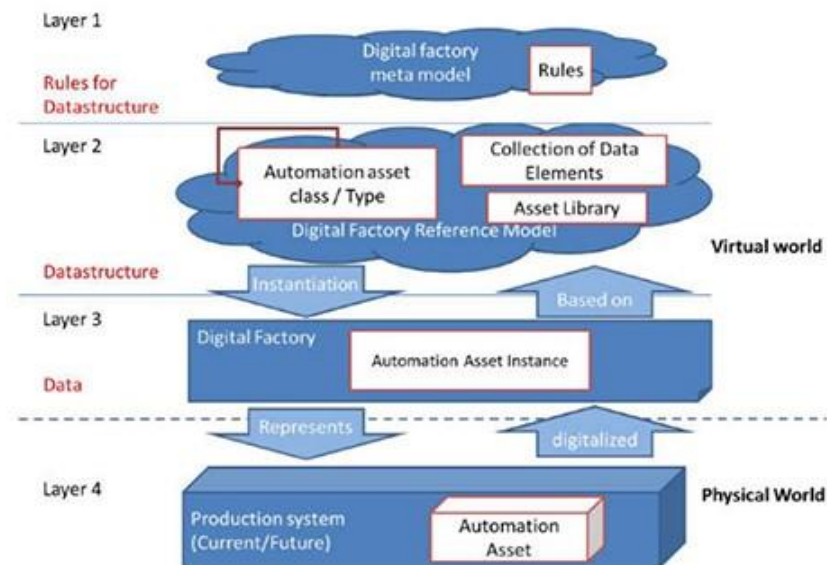 Layer 1
Digital factory
meta model
Rules
Rules for
Datastructure
Layer 2
Automation asset
class / Type
Collection of Data
Elements
Asset Library
Digital Factory Reference Model
Virtual world
Datastructure
Instantiation
Based on
Layer 3
Digital Factory
Automation Asset Instance
Data
Represents
digitalized
Layer 4
Physical World
Production system
(Current/Future)
Automation
Asset